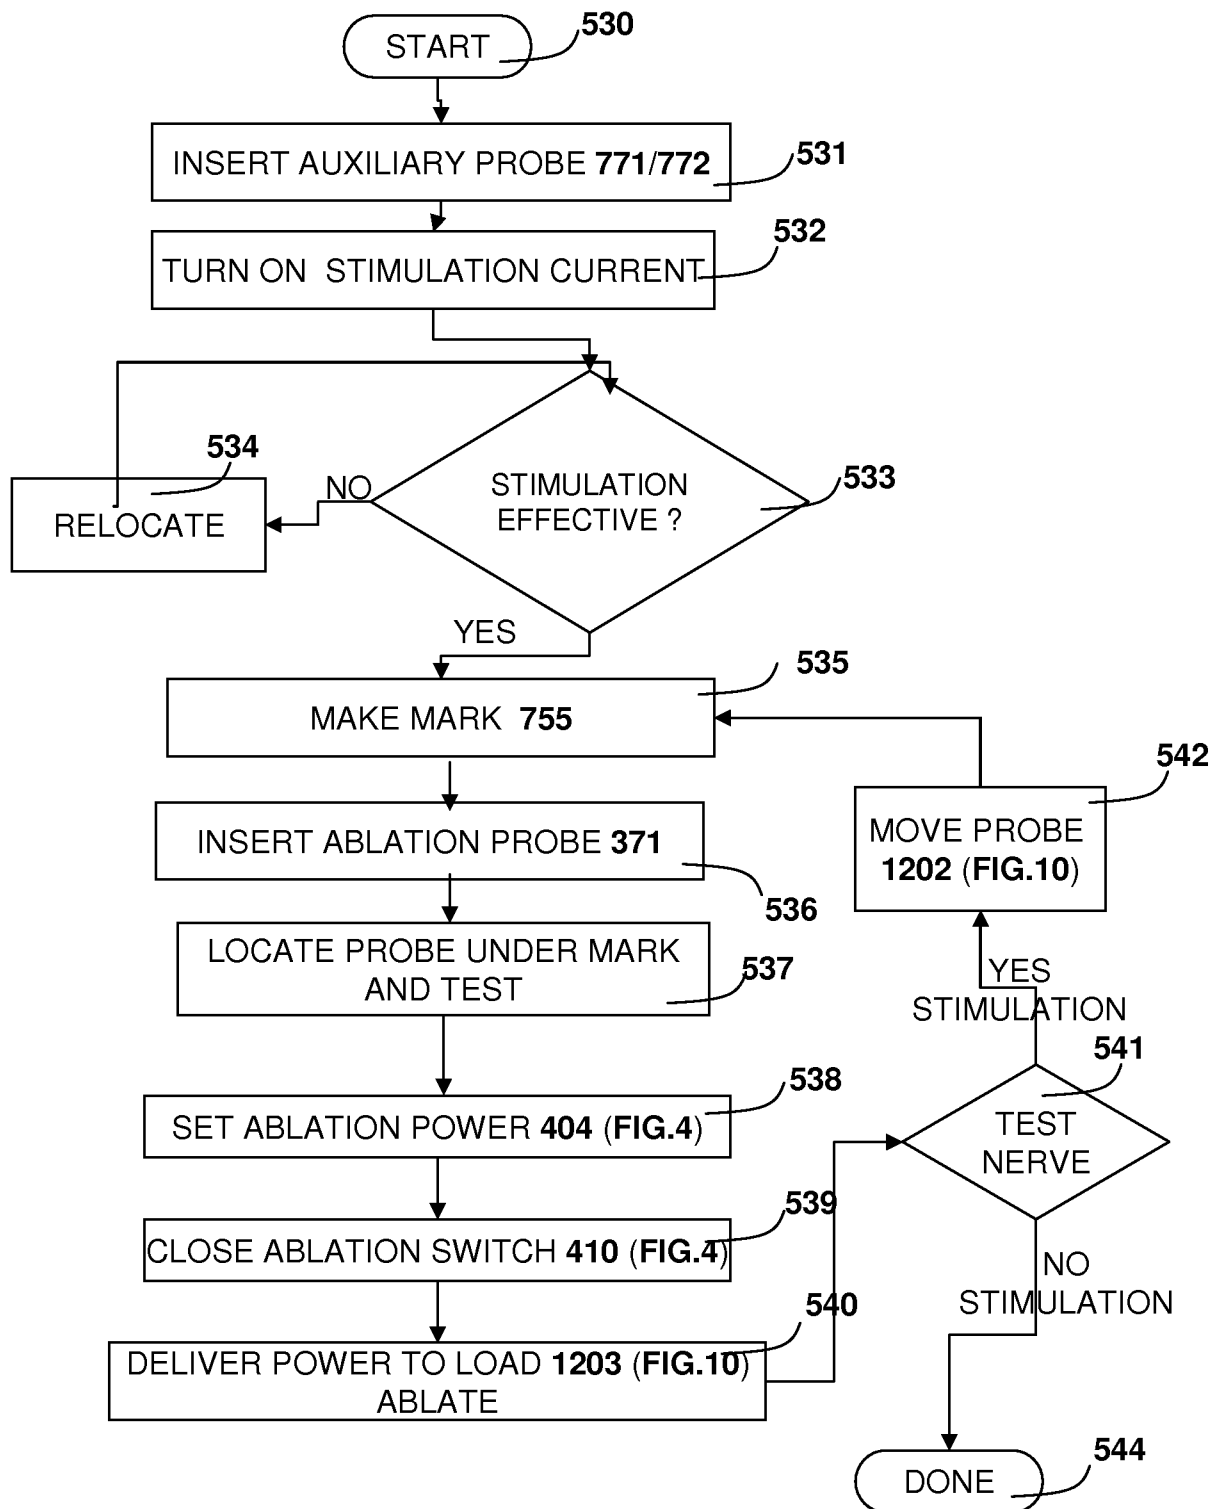 530
START
INSERT AUXILIARY PROBE 771/772
531
532
TURN ON STIMULATION CURRENT
534
NO
STIMULATION
EFFECTIVE ?
533
RELOCATE
YES
535
MAKE MARK 755
542
INSERT ABLATION PROBE 371
MOVE PROBE
1202 (FIG.10)
536
LOCATE PROBE UNDER MARK
AND TEST
537
YES
STIMULATION
541
538
SET ABLATION POWER 404 (FIG.4)
TEST
NERVE
539
CLOSE ABLATION SWITCH 410 (FIG.4)
NO
STIMULATION
540
DELIVER POWER TO LOAD 1203 (FIG.10)
ABLATE
544
DONE